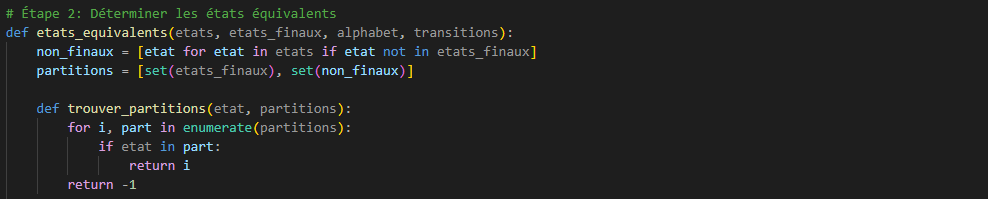 # Étape 2: Déterminer les états équivalents
def etats_equivalents(etats, etats_finaux, alphabet, transitions):
    non_finaux = [etat for etat in etats if etat not in etats_finaux]
    partitions = [set(etats_finaux), set(non_finaux)]

    def trouver_partitions(etat, partitions):
        for i, part in enumerate(partitions):
            if etat in part:
                return i
        return -1